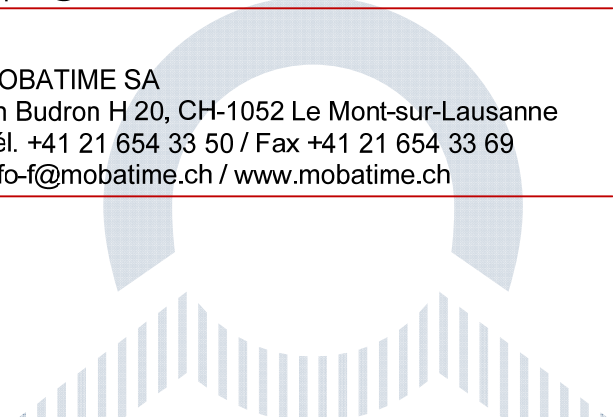 OBATIME SA
n Budron H 20, CH-1052 Le Mont-sur-Lausanne
él. +41 21 654 33 50 / Fax +41 21 654 33 69
fo-f@mobatime.ch / www.mobatime.ch